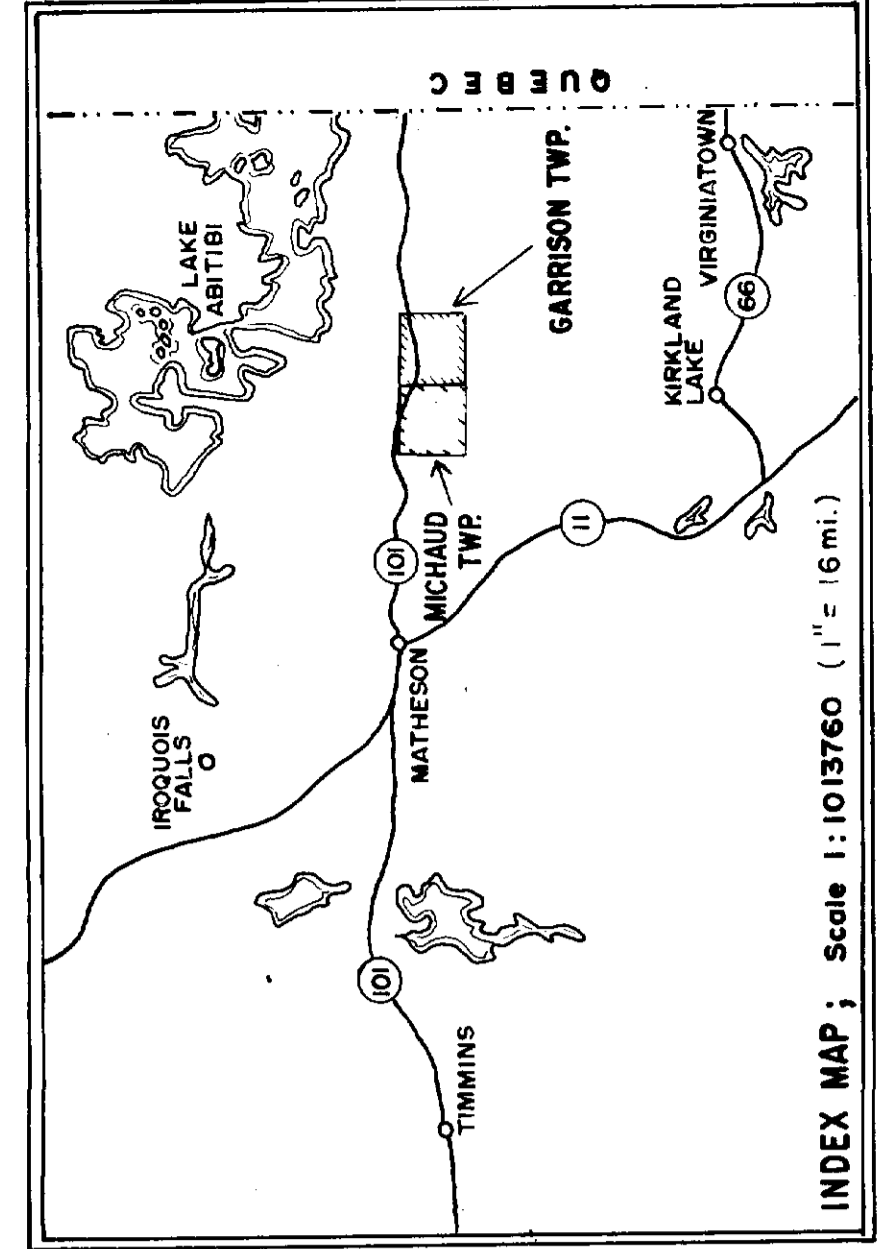 QUEBEC
LAKE
ABITIBI
IROQUOIS
FALLS
101
MICHAUD
TWP.
GARRISON TWP.
MATHESON
101
TIMMINS
11
KIRKLAND
LAKE
66
VIRGINIATOWN
INDEX MAP; Scale 1:1013760 (1" = 16 mi.)